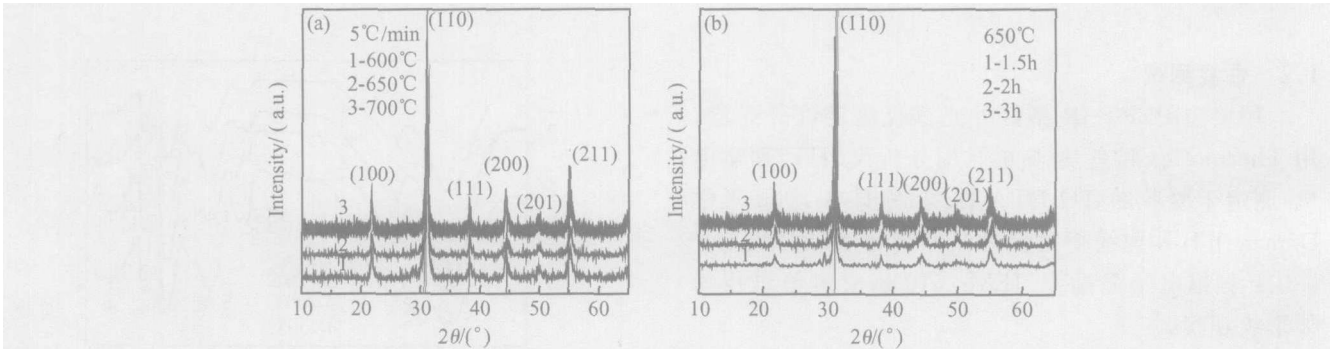 (a)
(110)
5℃/min
1-600℃
2-650℃
3-700℃
(100)
(111)
(200)
(201)
(211)
3
2
1
Intensity/ ( a.u.)
10 20 30 40 50 60
2θ/(°)
(b)
(110)
650℃
1-1.5h
2-2h
3-3h
(100)
(111)
(200)
(201)
(211)
3
2
1
Intensity/ ( a.u.)
10 20 30 40 50 60
2θ/(°)